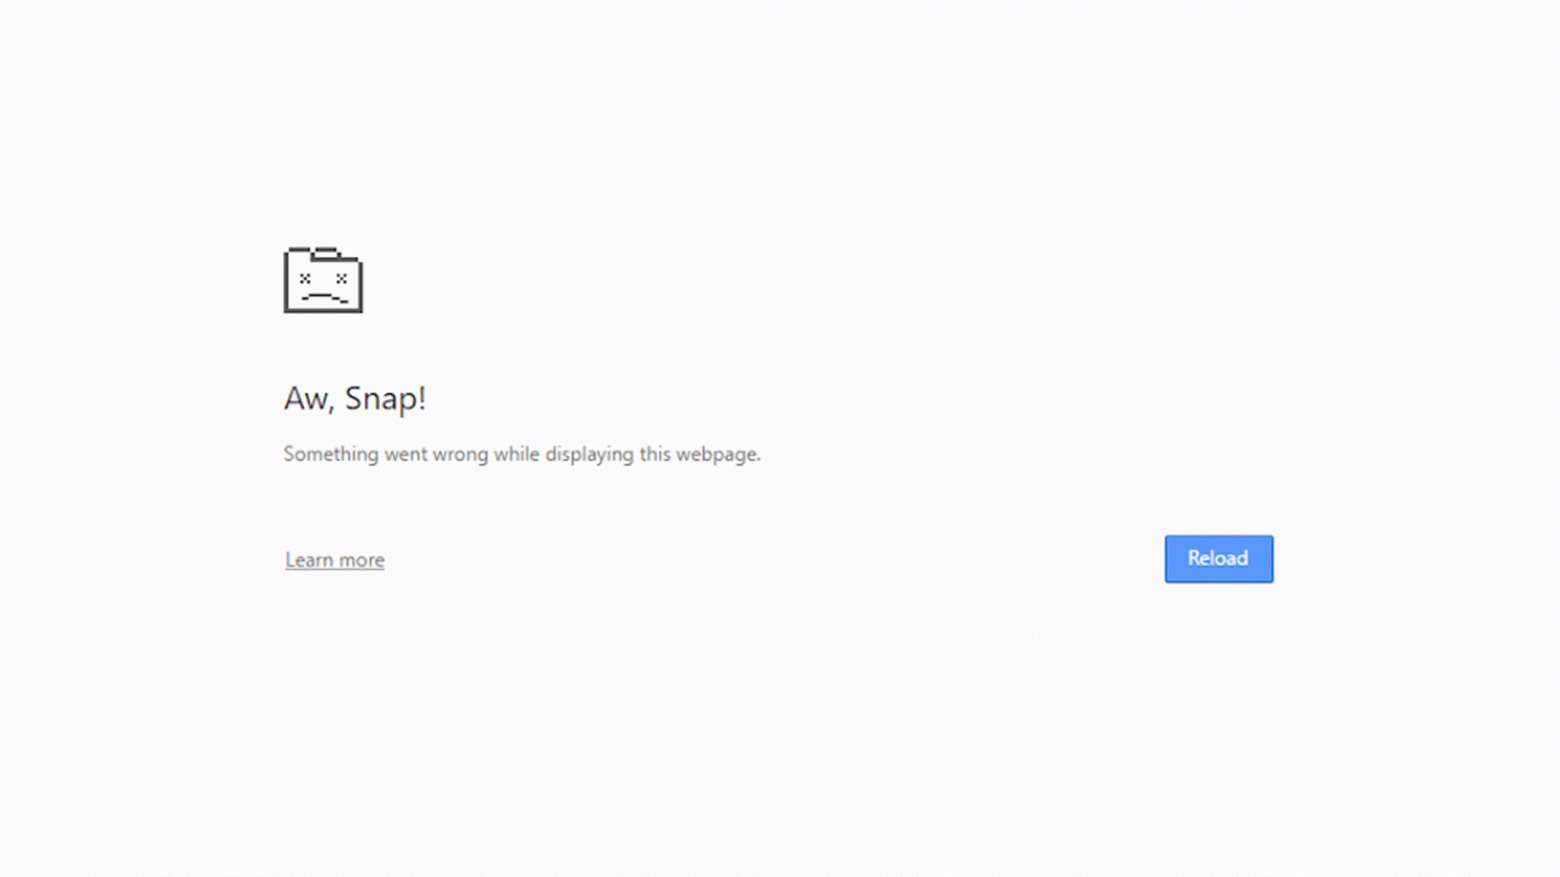 Aw, Snap!
Something went wrong while displaying this webpage.
Learn more
Reload